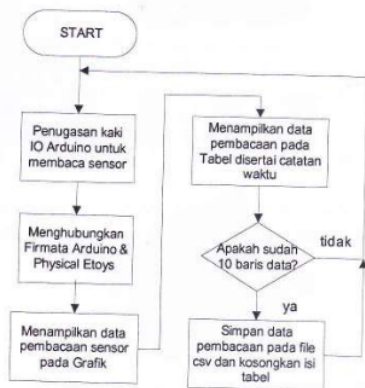 START
Penugasan kaki
IO Arduino untuk
membaca sensor
Menghubungkan
Firmata Arduino &
Physical Etoys
Menampilkan data
pembacaan sensor
pada Grafik
Menampilkan data
pembacaan pada
Tabel disertai catatan
waktu
Apakah sudah
10 baris data?
tidak
ya
Simpan data
pembacaan pada file
csv dan kosongkan isi
tabel